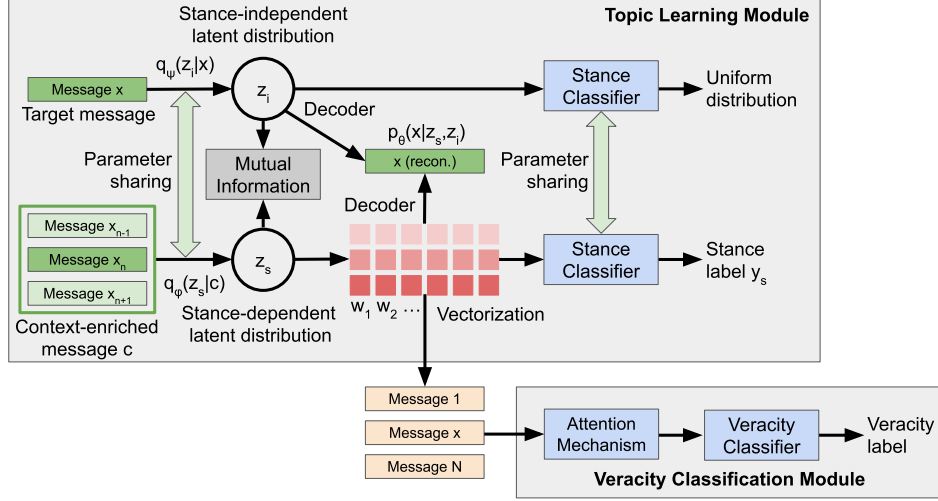 Topic Learning Module
Stance-independent
latent distribution
qψ(zi|x)
Message x
Target message
zi
Decoder
Stance
Classifier
Uniform
distribution
Parameter
sharing
Mutual
Information
pθ(x|zs,zi)
x (recon.)
Decoder
Parameter
sharing
Message xn-1
Message xn
Message xn+1
Context-enriched
message c
qφ(zs|c)
zs
Stance-dependent
latent distribution
w1 w2 ...
Vectorization
Stance
Classifier
Stance
label ys
Message 1
Message x
Message N
Attention
Mechanism
Veracity
Classifier
Veracity
label
Veracity Classification Module